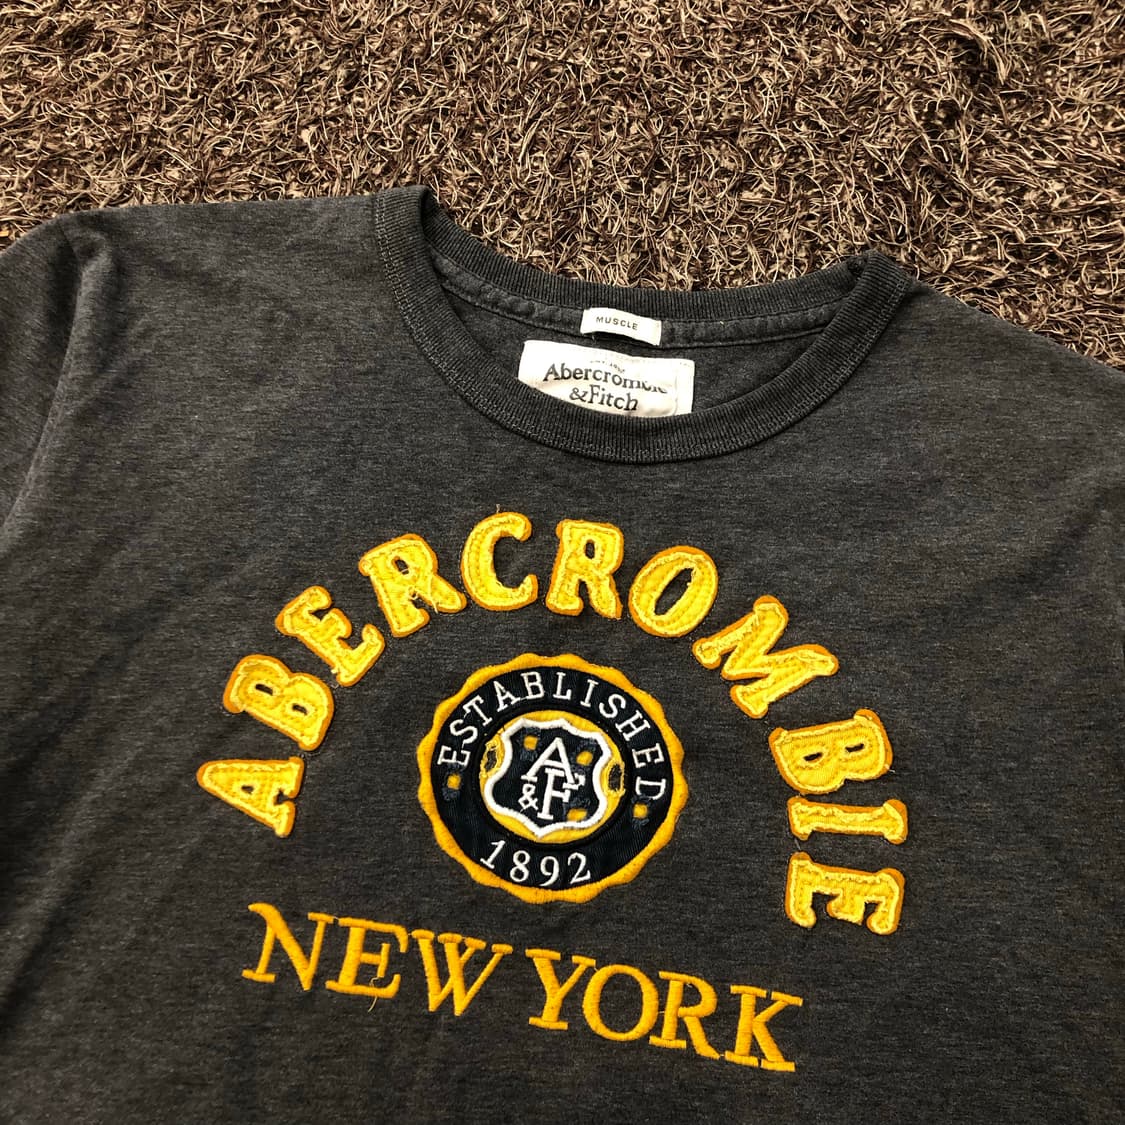 MUSCLE
Abercrombie
&Fitch
ABERCROMBIE
ESTABLISHED
A
&F
1892
NEW YORK